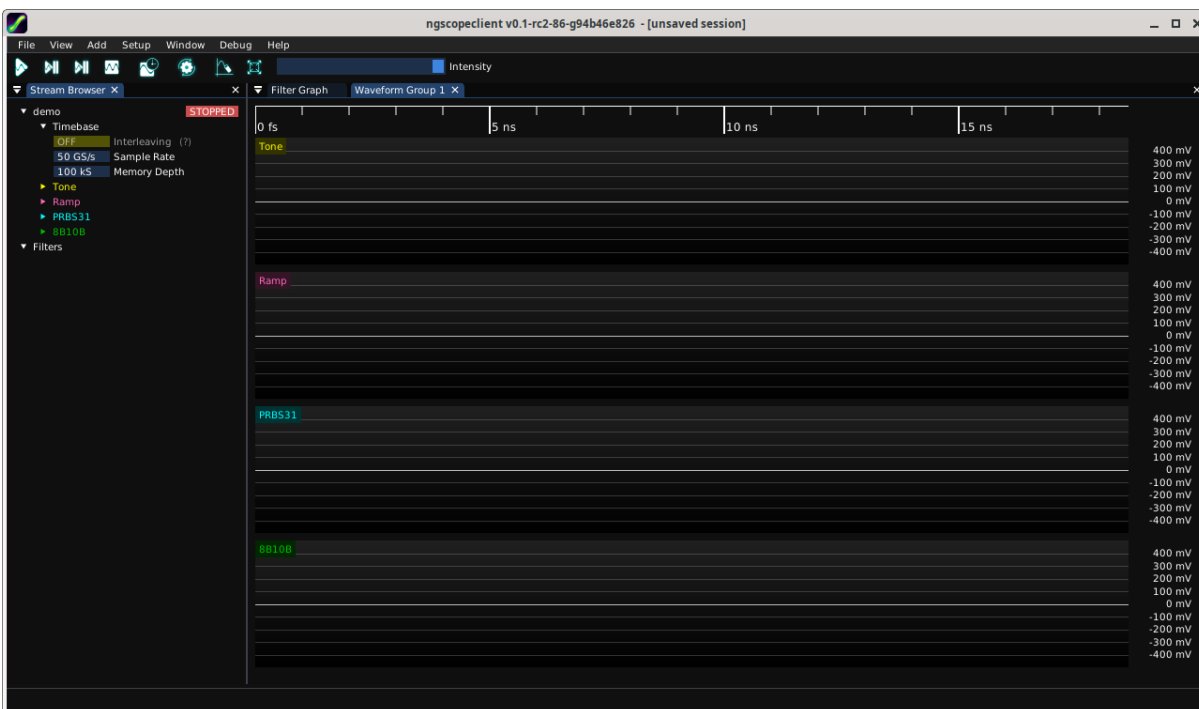 ngscopeclient v0.1-rc2-86-g94b46e826 - [unsaved session]
File View Add Setup Window Debug Help
Intensity
Stream Browser
Filter Graph Waveform Group 1
demo STOPPED
Timebase
OFF Interleaving (?)
50 GS/s Sample Rate
100 kS Memory Depth
Tone
Ramp
PRBS31
8B10B
Filters
0 fs 5 ns 10 ns 15 ns
Tone
400 mV
300 mV
200 mV
100 mV
0 mV
-100 mV
-200 mV
-300 mV
-400 mV
Ramp
400 mV
300 mV
200 mV
100 mV
0 mV
-100 mV
-200 mV
-300 mV
-400 mV
PRBS31
400 mV
300 mV
200 mV
100 mV
0 mV
-100 mV
-200 mV
-300 mV
-400 mV
8B10B
400 mV
300 mV
200 mV
100 mV
0 mV
-100 mV
-200 mV
-300 mV
-400 mV